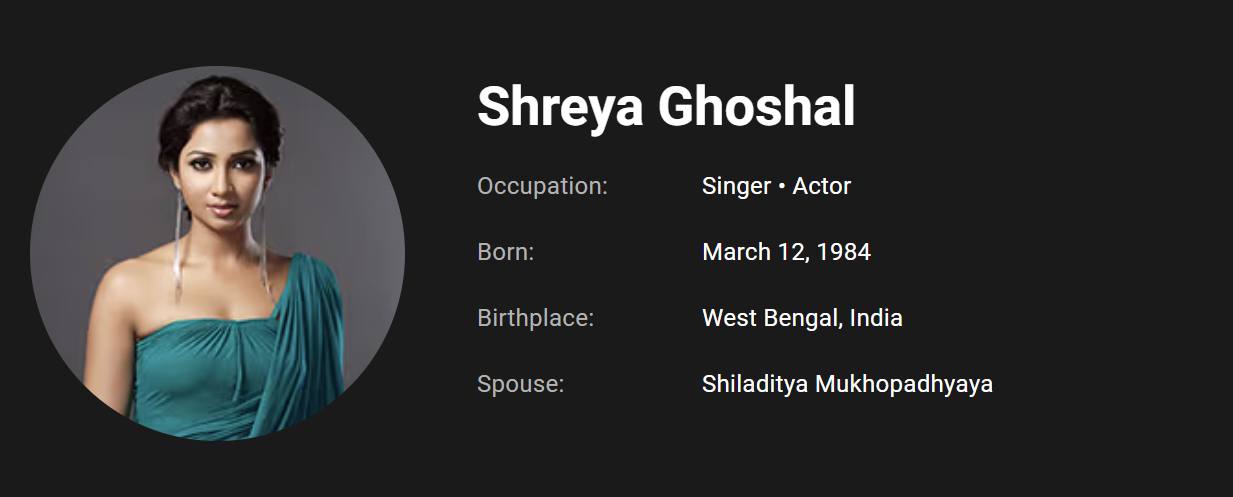 Shreya Ghoshal
Occupation: Singer • Actor
Born: March 12, 1984
Birthplace: West Bengal, India
Spouse: Shiladitya Mukhopadhyaya